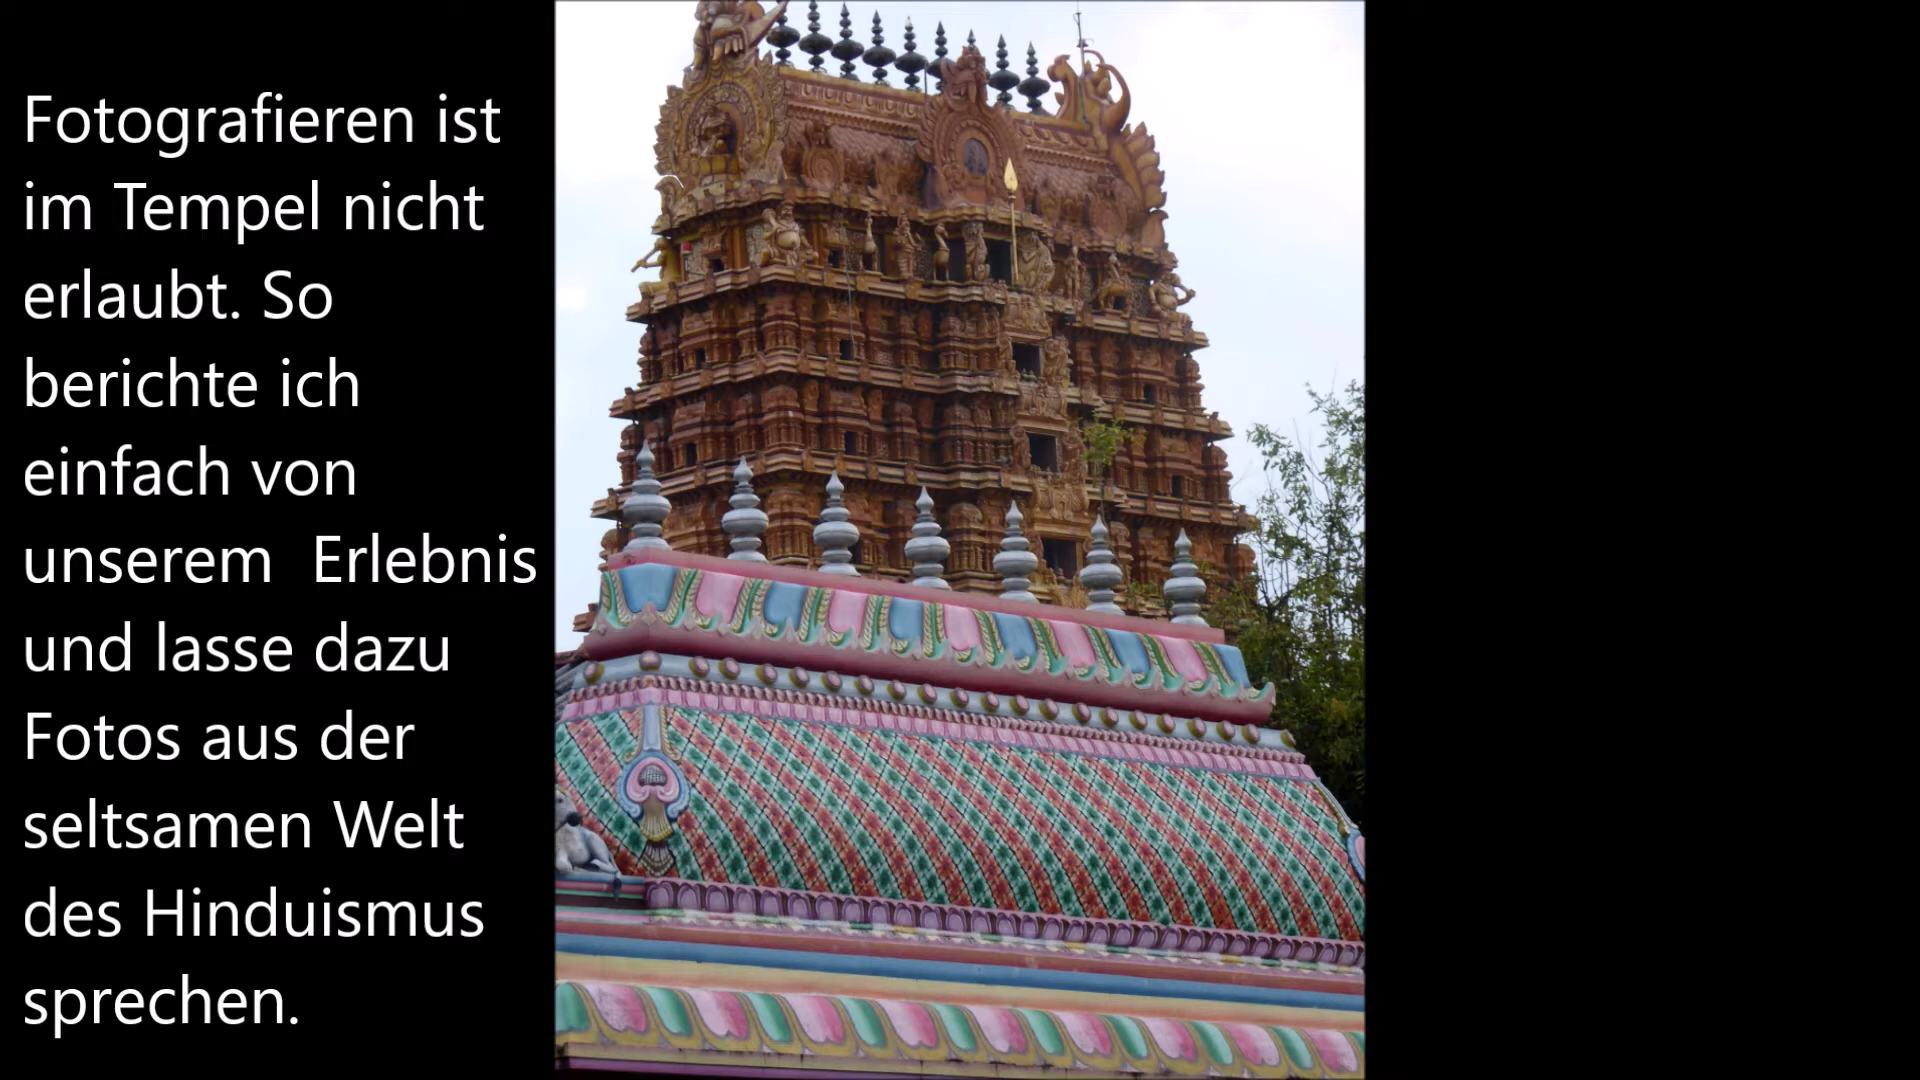 Fotografieren ist
im Tempel nicht
erlaubt. So
berichte ich
einfach von
unserem  Erlebnis
und lasse dazu
Fotos aus der
seltsamen Welt
des Hinduismus
sprechen.